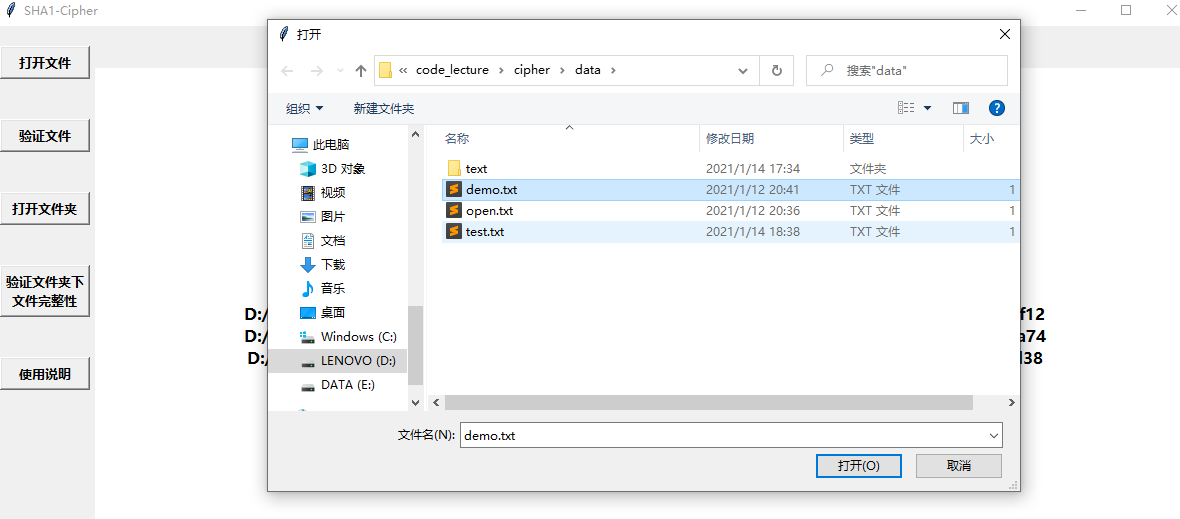 SHA1-Cipher
打开文件
验证文件
打开文件夹
验证文件夹下
文件完整性
使用说明
打开
« code_lecture › cipher › data ›
搜索"data"
组织
新建文件夹
此电脑
3D 对象
视频
图片
文档
下载
音乐
桌面
Windows (C:)
LENOVO (D:)
DATA (E:)
名称 修改日期 类型 大小
text 2021/1/14 17:34 文件夹
demo.txt 2021/1/12 20:41 TXT 文件 1
open.txt 2021/1/12 20:36 TXT 文件 1
test.txt 2021/1/14 18:38 TXT 文件 1
D:/ f12
D:/ a74
D:/ 38
文件名(N): demo.txt
打开(O) 取消